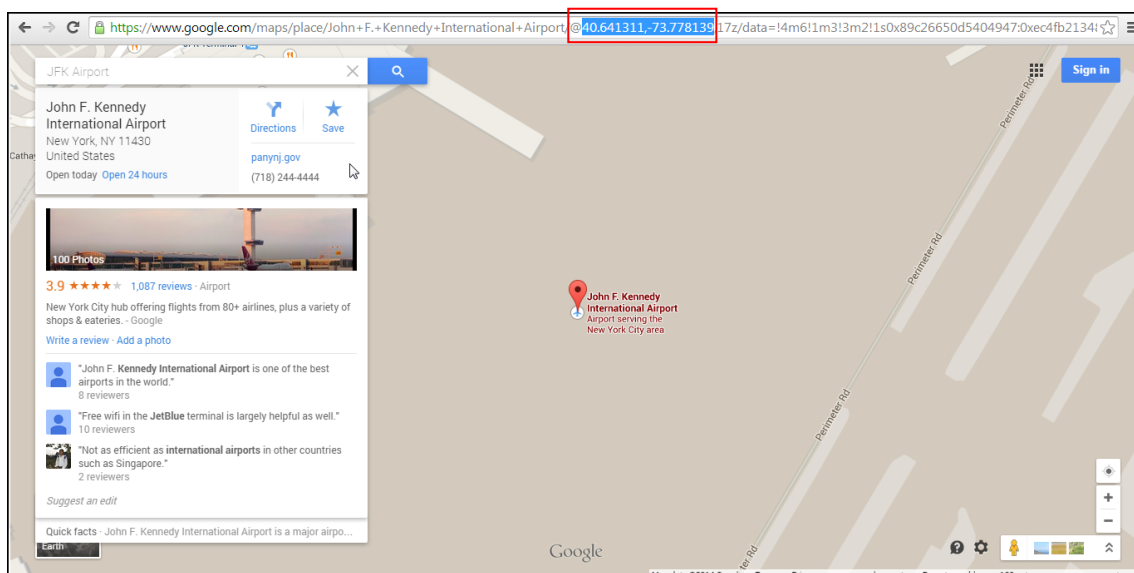 https://www.google.com/maps/place/John+F.+Kennedy+International+Airport/@40.641311,-73.778139,17z/data=!4m6!1m3!3m2!1s0x89c26650d5404947:0xec4fb2134
JFK Airport
Sign in
John F. Kennedy
International Airport
New York, NY 11430
United States
Open today Open 24 hours
Directions
Save
panynj.gov
(718) 244-4444
100 Photos
3.9 ★★★★★ 1,087 reviews · Airport
New York City hub offering flights from 80+ airlines, plus a variety of
shops & eateries. - Google
Write a review · Add a photo
"John F. Kennedy International Airport is one of the best
airports in the world."
8 reviewers
"Free wifi in the JetBlue terminal is largely helpful as well."
10 reviewers
"Not as efficient as international airports in other countries
such as Singapore."
2 reviewers
Suggest an edit
Quick facts · John F. Kennedy International Airport is a major airpo...
Earth
John F. Kennedy
International Airport
Airport serving the
New York City area
Perimeter Rd
Perimeter Rd
Perimeter Rd
Google